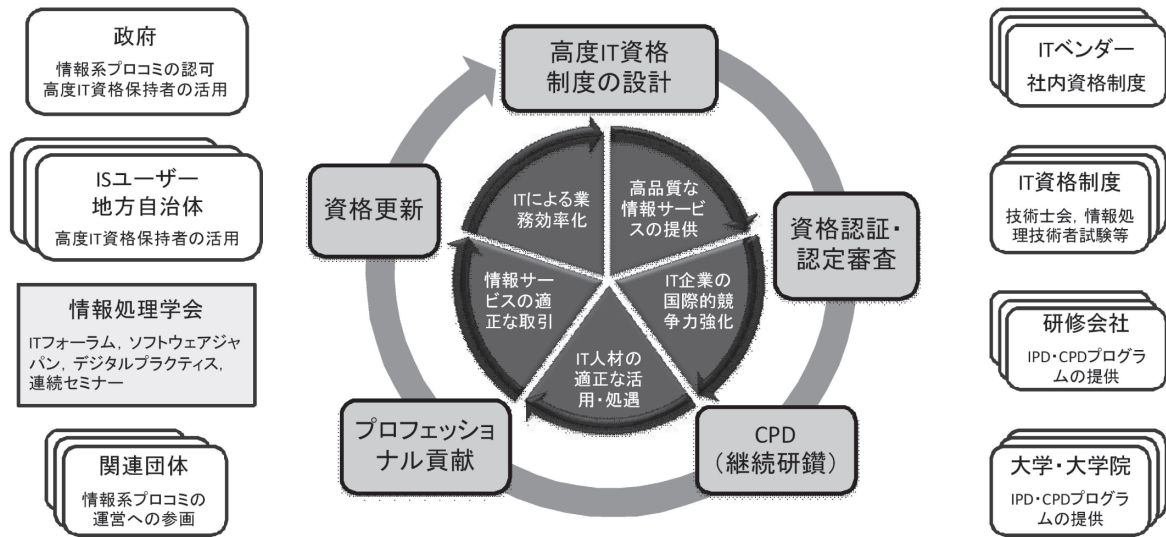 政府
情報系プロコミの認可
高度IT資格保持者の活用
ISユーザー
地方自治体
高度IT資格保持者の活用
情報処理学会
ITフォーラム,ソフトウェアジャ
パン,デジタルプラクティス,
連続セミナー
関連団体
情報系プロコミの
運営への参画
高度IT資格
制度の設計
資格認証・
認定審査
CPD
(継続研鑽)
プロフェッショ
ナル貢献
資格更新
高品質な
情報サービ
スの提供
IT企業の
国際的競
争力強化
IT人材の
適正な活
用・処遇
情報サー
ビスの適
正な取引
ITによる業
務効率化
ITベンダー
社内資格制度
IT資格制度
技術士会,情報処
理技術者試験等
研修会社
IPD・CPDプログラ
ムの提供
大学・大学院
IPD・CPDプログラ
ムの提供